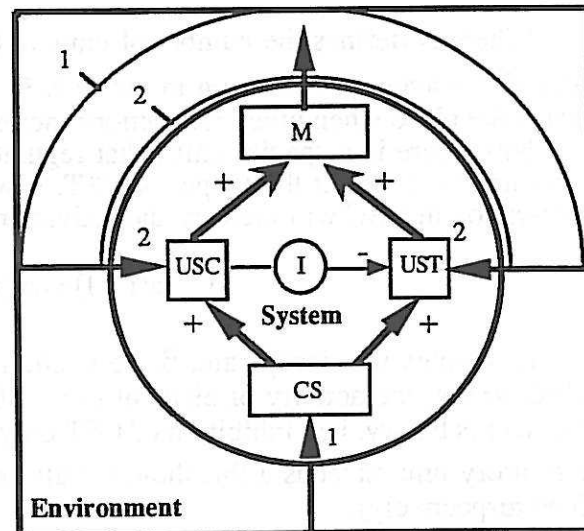 1
2
M
+ +
2 2
USC I - UST
System
+ +
CS
1
Environment